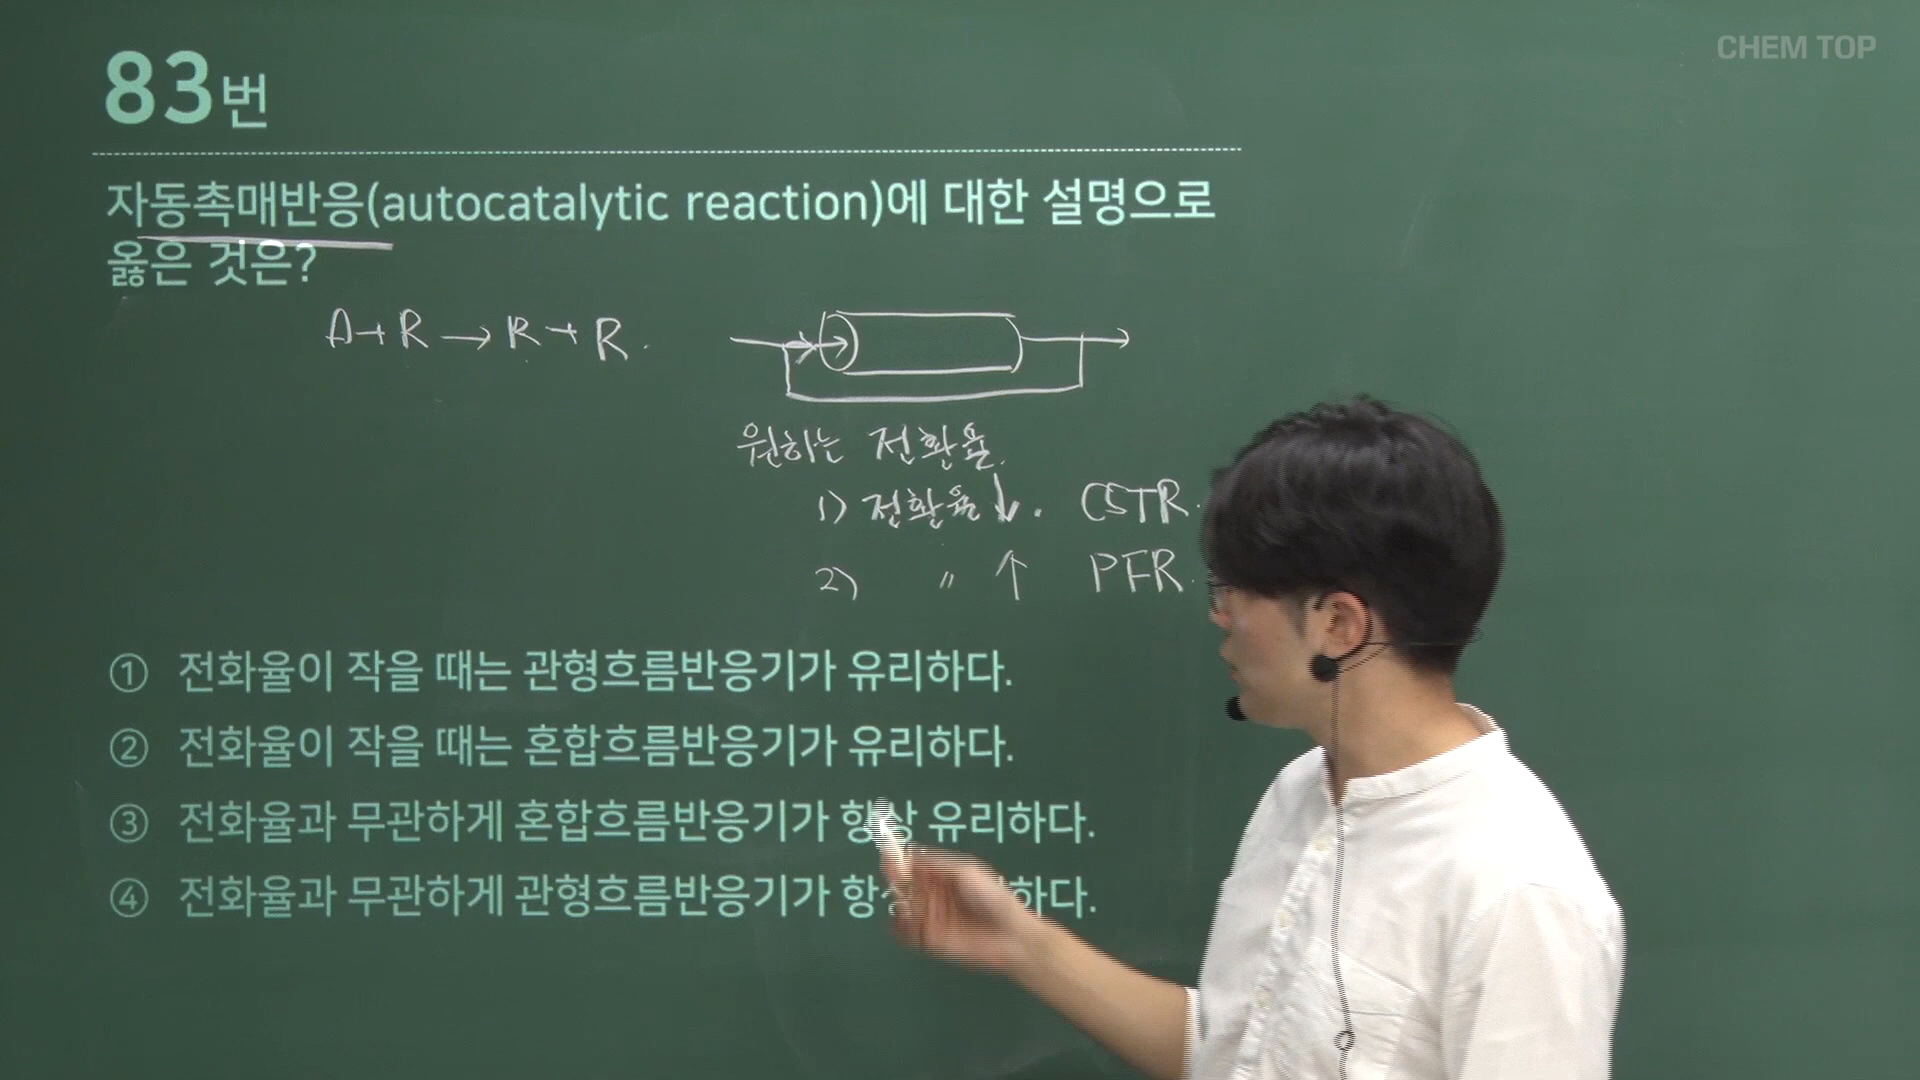 CHEM TOP
83번
자동촉매반응(autocatalytic reaction)에 대한 설명으로
옳은 것은?
A+R → R+R.
원하는 전환율.
1) 전환율↓. CSTR.
2) 〃 ↑ PFR.
① 전화율이 작을 때는 관형흐름반응기가 유리하다.
② 전화율이 작을 때는 혼합흐름반응기가 유리하다.
③ 전화율과 무관하게 혼합흐름반응기가 항상 유리하다.
④ 전화율과 무관하게 관형흐름반응기가 하다.